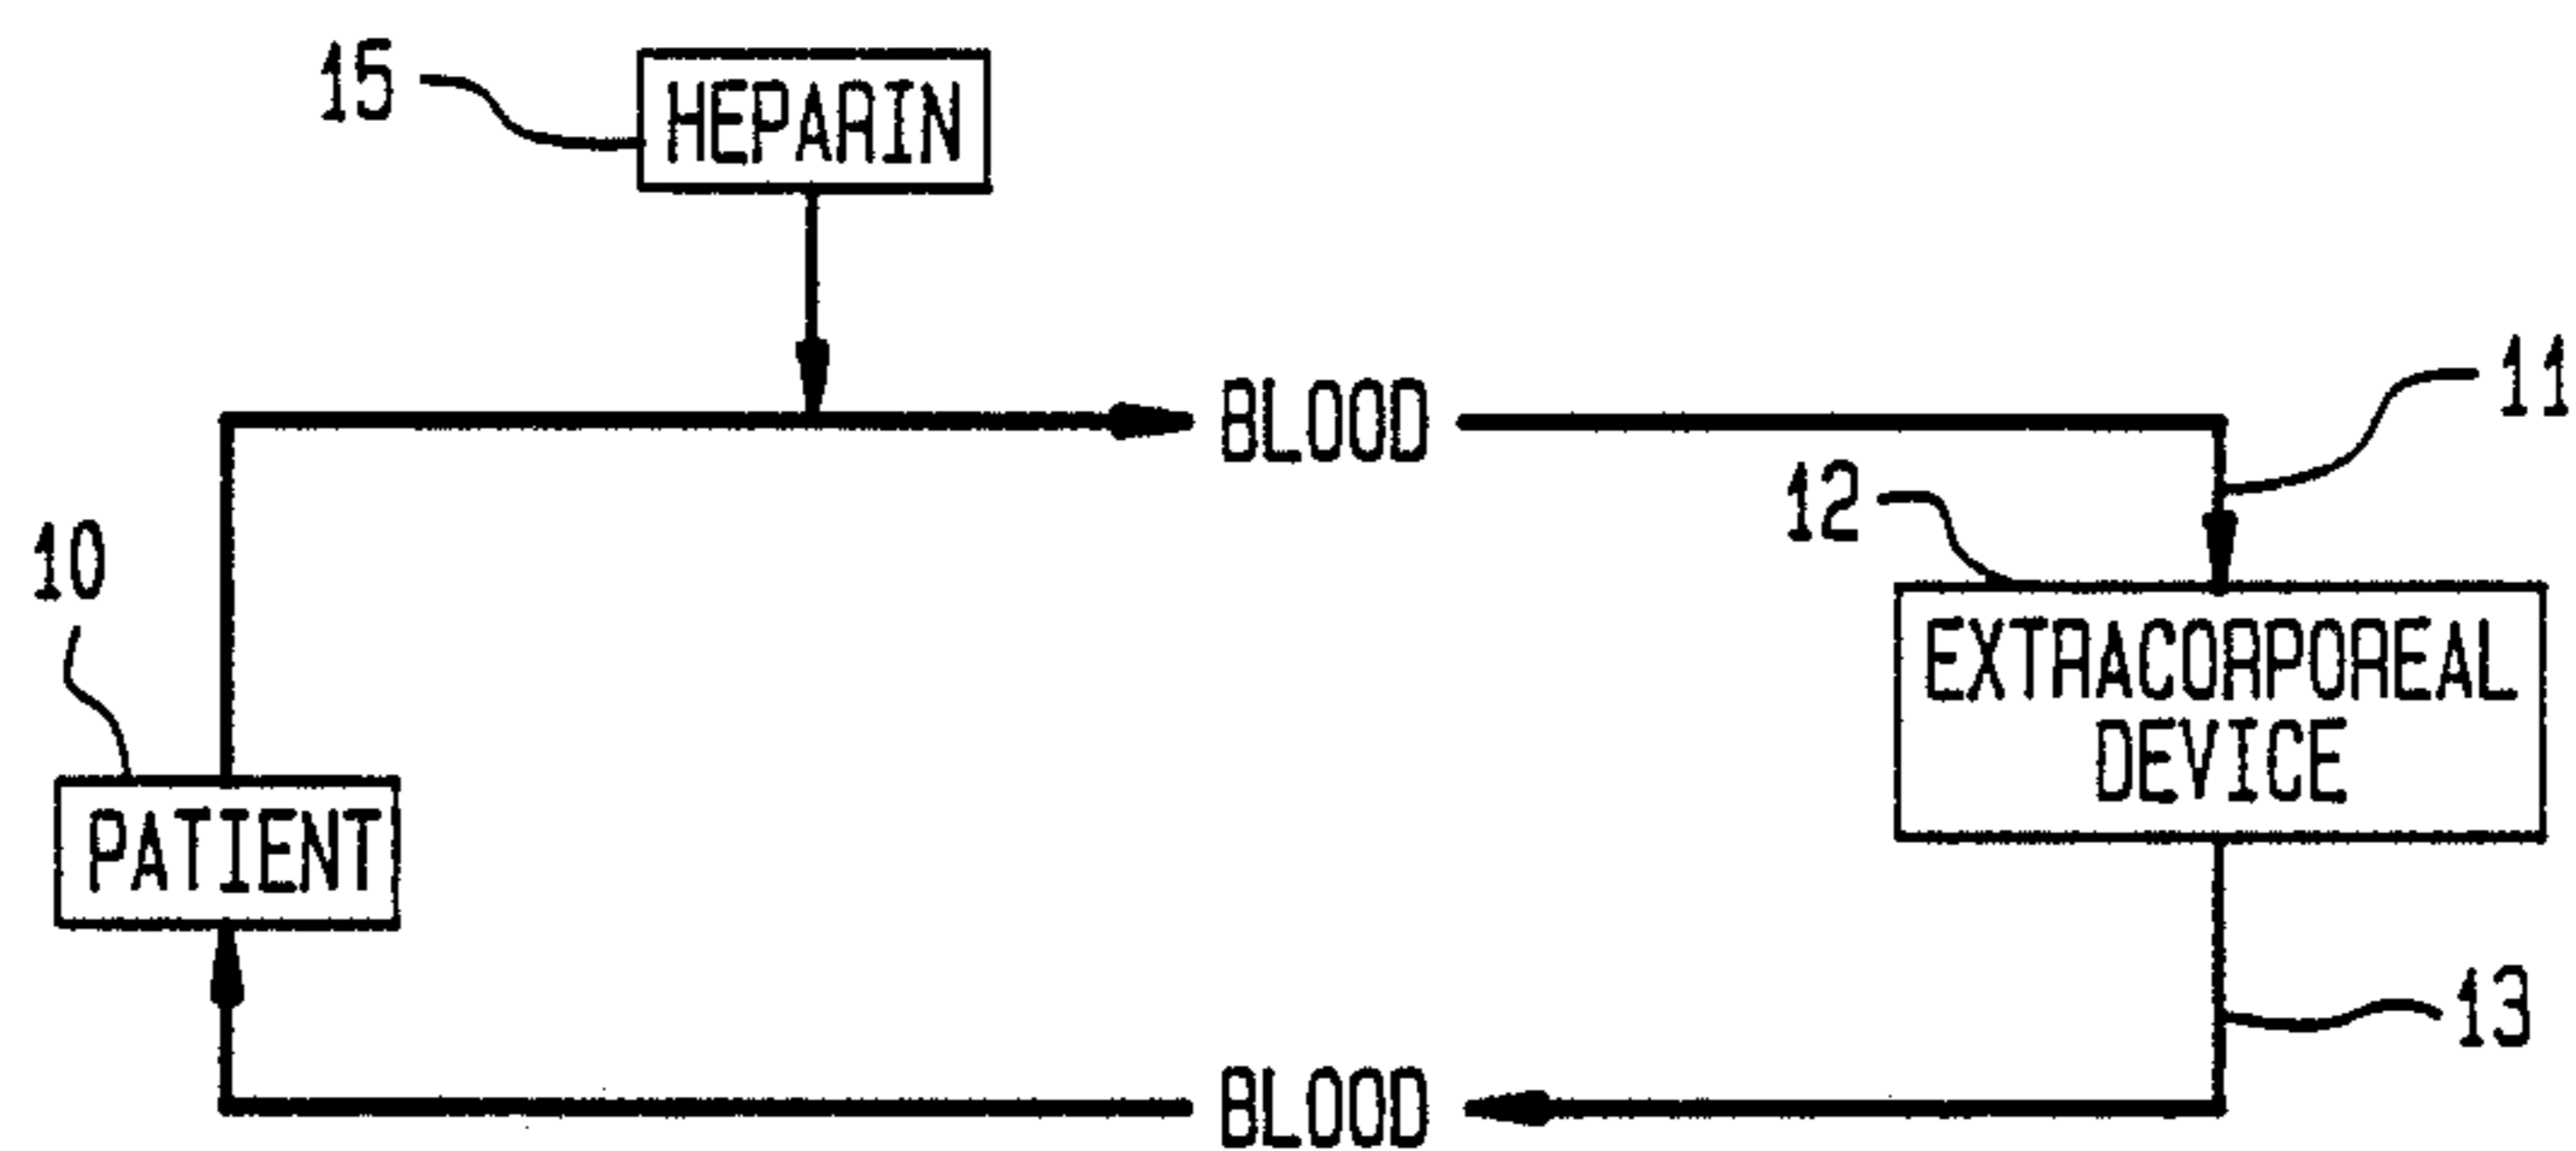 15
HEPARIN
BLOOD
11
12
10
EXTRACORPOREAL
DEVICE
PATIENT
13
BLOOD